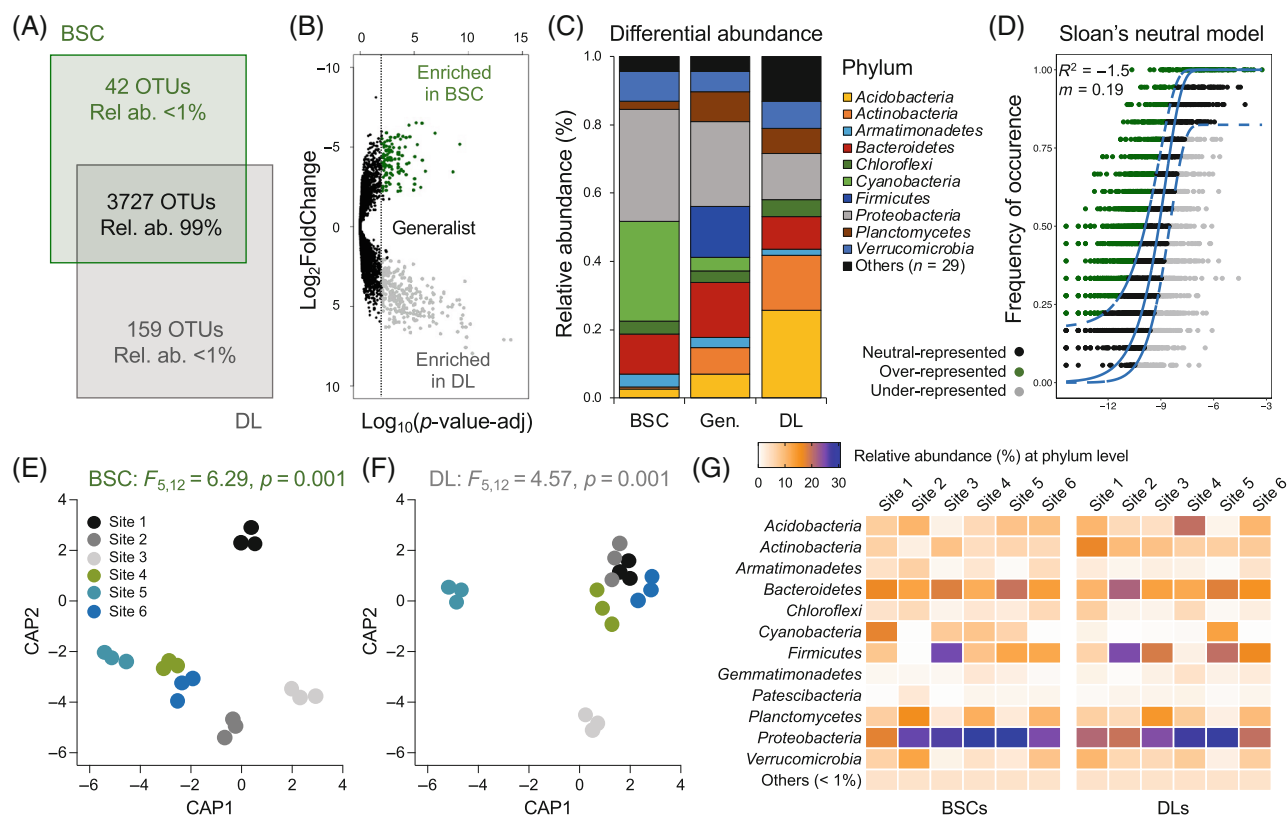 (A)
BSC
42 OTUs
Rel ab. <1%
3727 OTUs
Rel. ab. 99%
159 OTUs
Rel. ab. <1%
DL
(B)
0 5 10 15
−10
−5
0
5
10
Log2FoldChange
Enriched
in BSC
Generalist
Enriched
in DL
Log10(p-value-adj)
(C)
Differential abundance
1.0
0.8
0.6
0.4
0.2
0.0
Relative abundance (%)
BSC Gen. DL
Phylum
Acidobacteria
Actinobacteria
Armatimonadetes
Bacteroidetes
Chloroflexi
Cyanobacteria
Firmicutes
Proteobacteria
Planctomycetes
Verrucomicrobia
Others (n = 29)
(D)
Sloan's neutral model
R² = −1.5
m = 0.19
1.00
0.75
0.50
0.25
0.00
Frequency of occurence
Neutral-represented
Over-represented
Under-represented
−12 −9 −6 −3
(E)
BSC: F5,12 = 6.29, p = 0.001
4
2
0
−2
−4
−6
CAP2
Site 1
Site 2
Site 3
Site 4
Site 5
Site 6
−6 −4 −2 0 2 4
CAP1
(F)
DL: F5,12 = 4.57, p = 0.001
4
2
0
−2
−4
−6
CAP2
−6 −4 −2 0 2 4
CAP1
(G)
0 10 20 30
Relative abundance (%) at phylum level
Site 1 Site 2 Site 3 Site 4 Site 5 Site 6
Site 1 Site 2 Site 3 Site 4 Site 5 Site 6
Acidobacteria
Actinobacteria
Armatimonadetes
Bacteroidetes
Chloroflexi
Cyanobacteria
Firmicutes
Gemmatimonadetes
Patescibacteria
Planctomycetes
Proteobacteria
Verrucomicrobia
Others (< 1%)
BSCs DLs